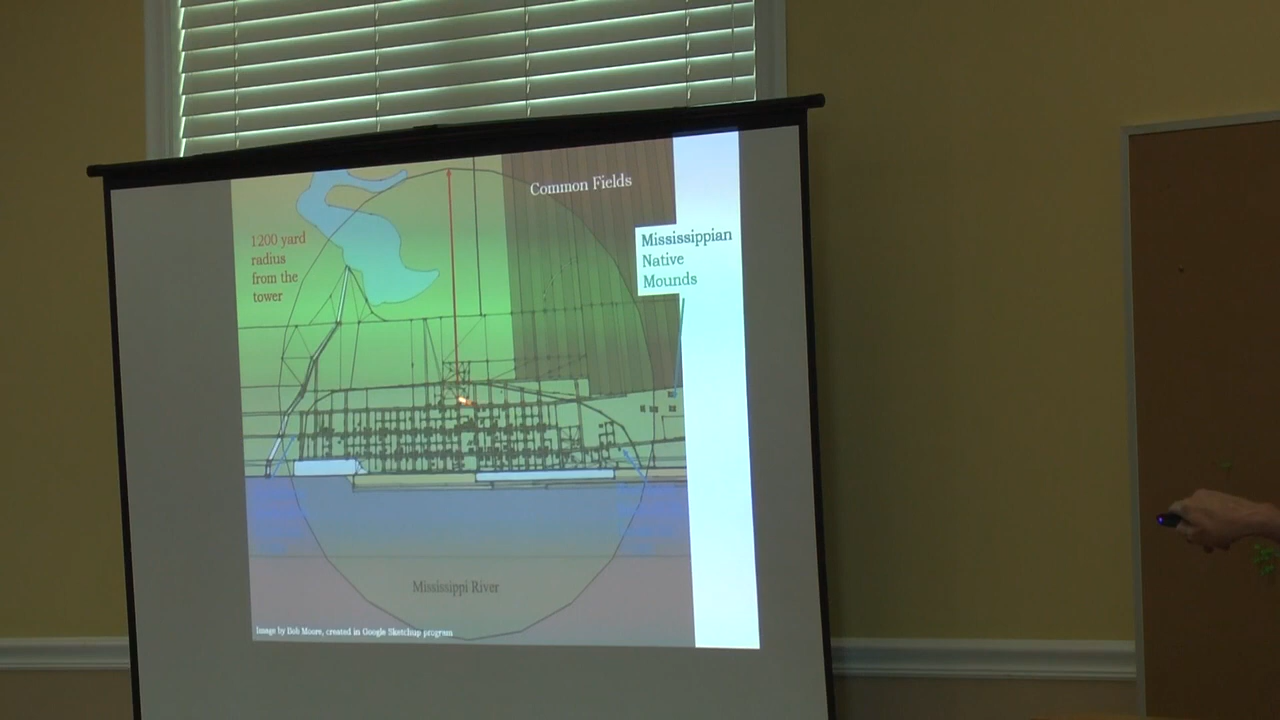 Common Fields
1200 yard
radius
from the
tower
Mississippian
Native
Mounds
Mississippi River
Image by Bob Moore, created in Google Sketchup program